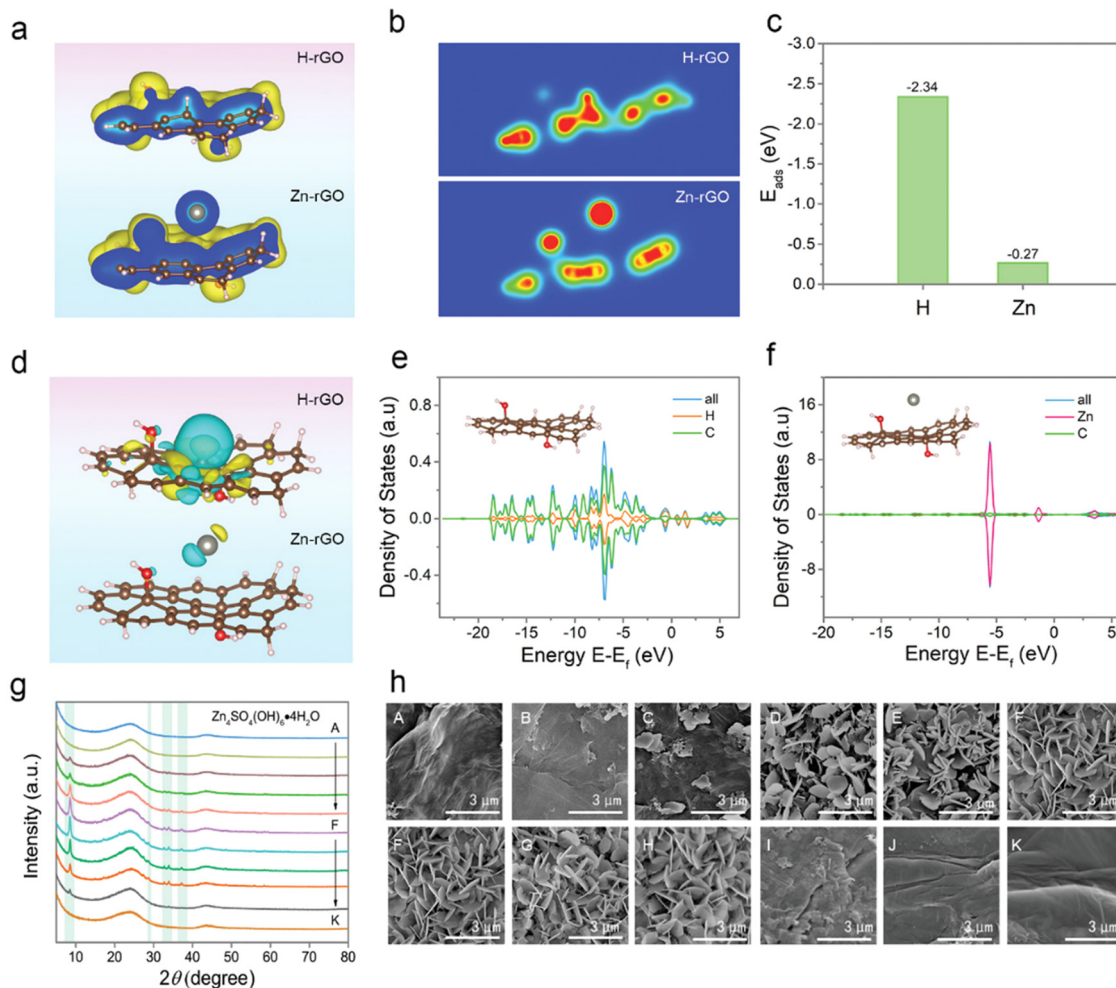 a
H-rGO
Zn-rGO
b
H-rGO
Zn-rGO
c
-3.0
-2.5
-2.0
-1.5
-1.0
-0.5
0.0
E_ads (eV)
-2.34
-0.27
H
Zn
d
H-rGO
Zn-rGO
e
all
H
C
0.8
0.4
0.0
-0.4
Density of States (a.u)
-20 -15 -10 -5 0 5
Energy E-E_f (eV)
f
all
Zn
C
16
8
0
-8
Density of States (a.u)
-20 -15 -10 -5 0 5
Energy E-E_f (eV)
g
Zn₄SO₄(OH)₆•4H₂O
A
F
K
Intensity (a.u.)
10 20 30 40 50 60 70 80
2θ (degree)
h
A
3 μm
B
3 μm
C
3 μm
D
3 μm
E
3 μm
F
3 μm
F
3 μm
G
3 μm
H
3 μm
I
3 μm
J
3 μm
K
3 μm